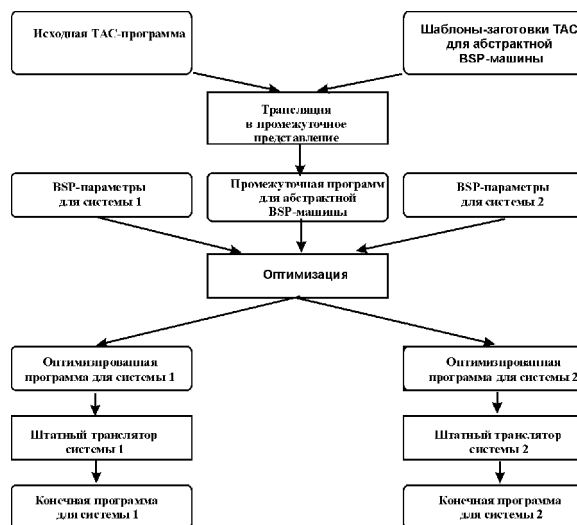 Исходная ТАС-программа
Шаблоны-заготовки ТАС
для абстрактной
BSP-машины
Трансляция
в промежуточное
представление
BSP-параметры
для системы 1
Промежуточная программ
для абстрактной
BSP-машины
BSP-параметры
для системы 2
Оптимизация
Оптимизированная
программа для системы 1
Оптимизированная
программа для системы 2
Штатный транслятор
системы 1
Штатный транслятор
системы 2
Конечная программа
для системы 1
Конечная программа
для системы 2